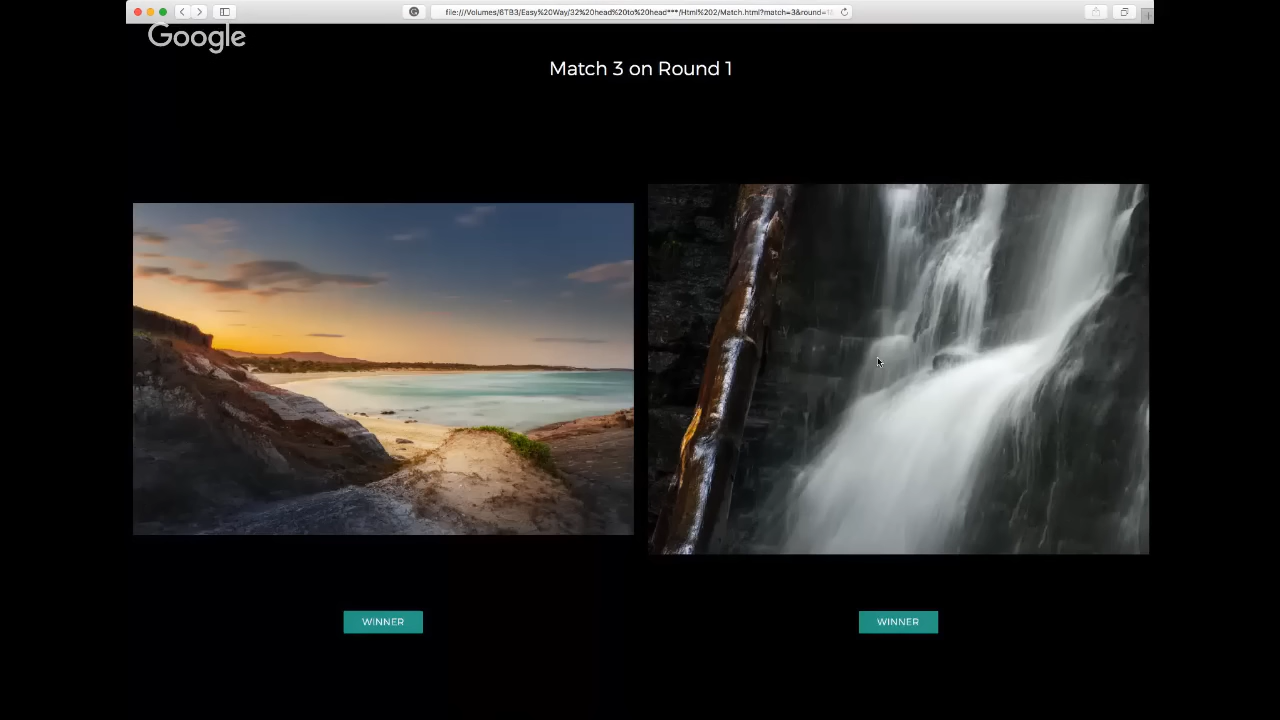 file:///Volumes/6TB3/Easy%20Way/32%20head%20to%20head***/Html%202/Match.html?match=3&round=
Google
Match 3 on Round 1
WINNER
WINNER